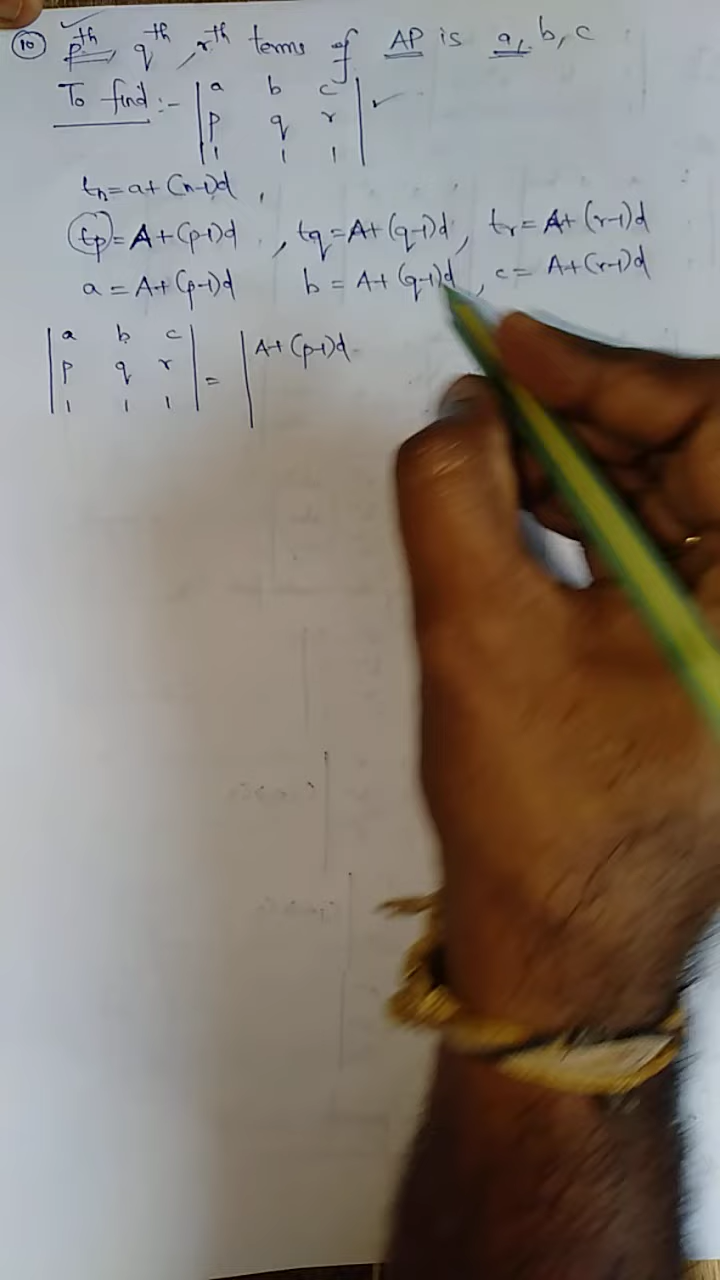 10 pth, qth, rth terms of AP is a, b, c
To find :- | a b c |
| p q r |
| 1 1 1 |
tn = a + (n-1)d ,
tp = A + (p-1)d , tq = A + (q-1)d , tr = A + (r-1)d
a = A + (p-1)d b = A + (q-1)d , c = A + (r-1)d
| a b c | | A + (p-1)d
| p q r | =
| 1 1 1 |